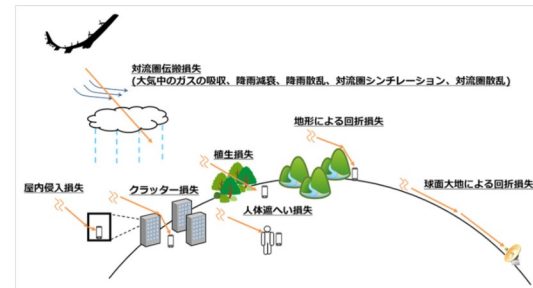 対流圏伝搬損失
(大気中のガスの吸収、降雨減衰、降雨散乱、対流圏シンチレーション、対流圏散乱)
地形による回折損失
植生損失
屋内侵入損失
クラッター損失
球面大地による回折損失
人体遮へい損失